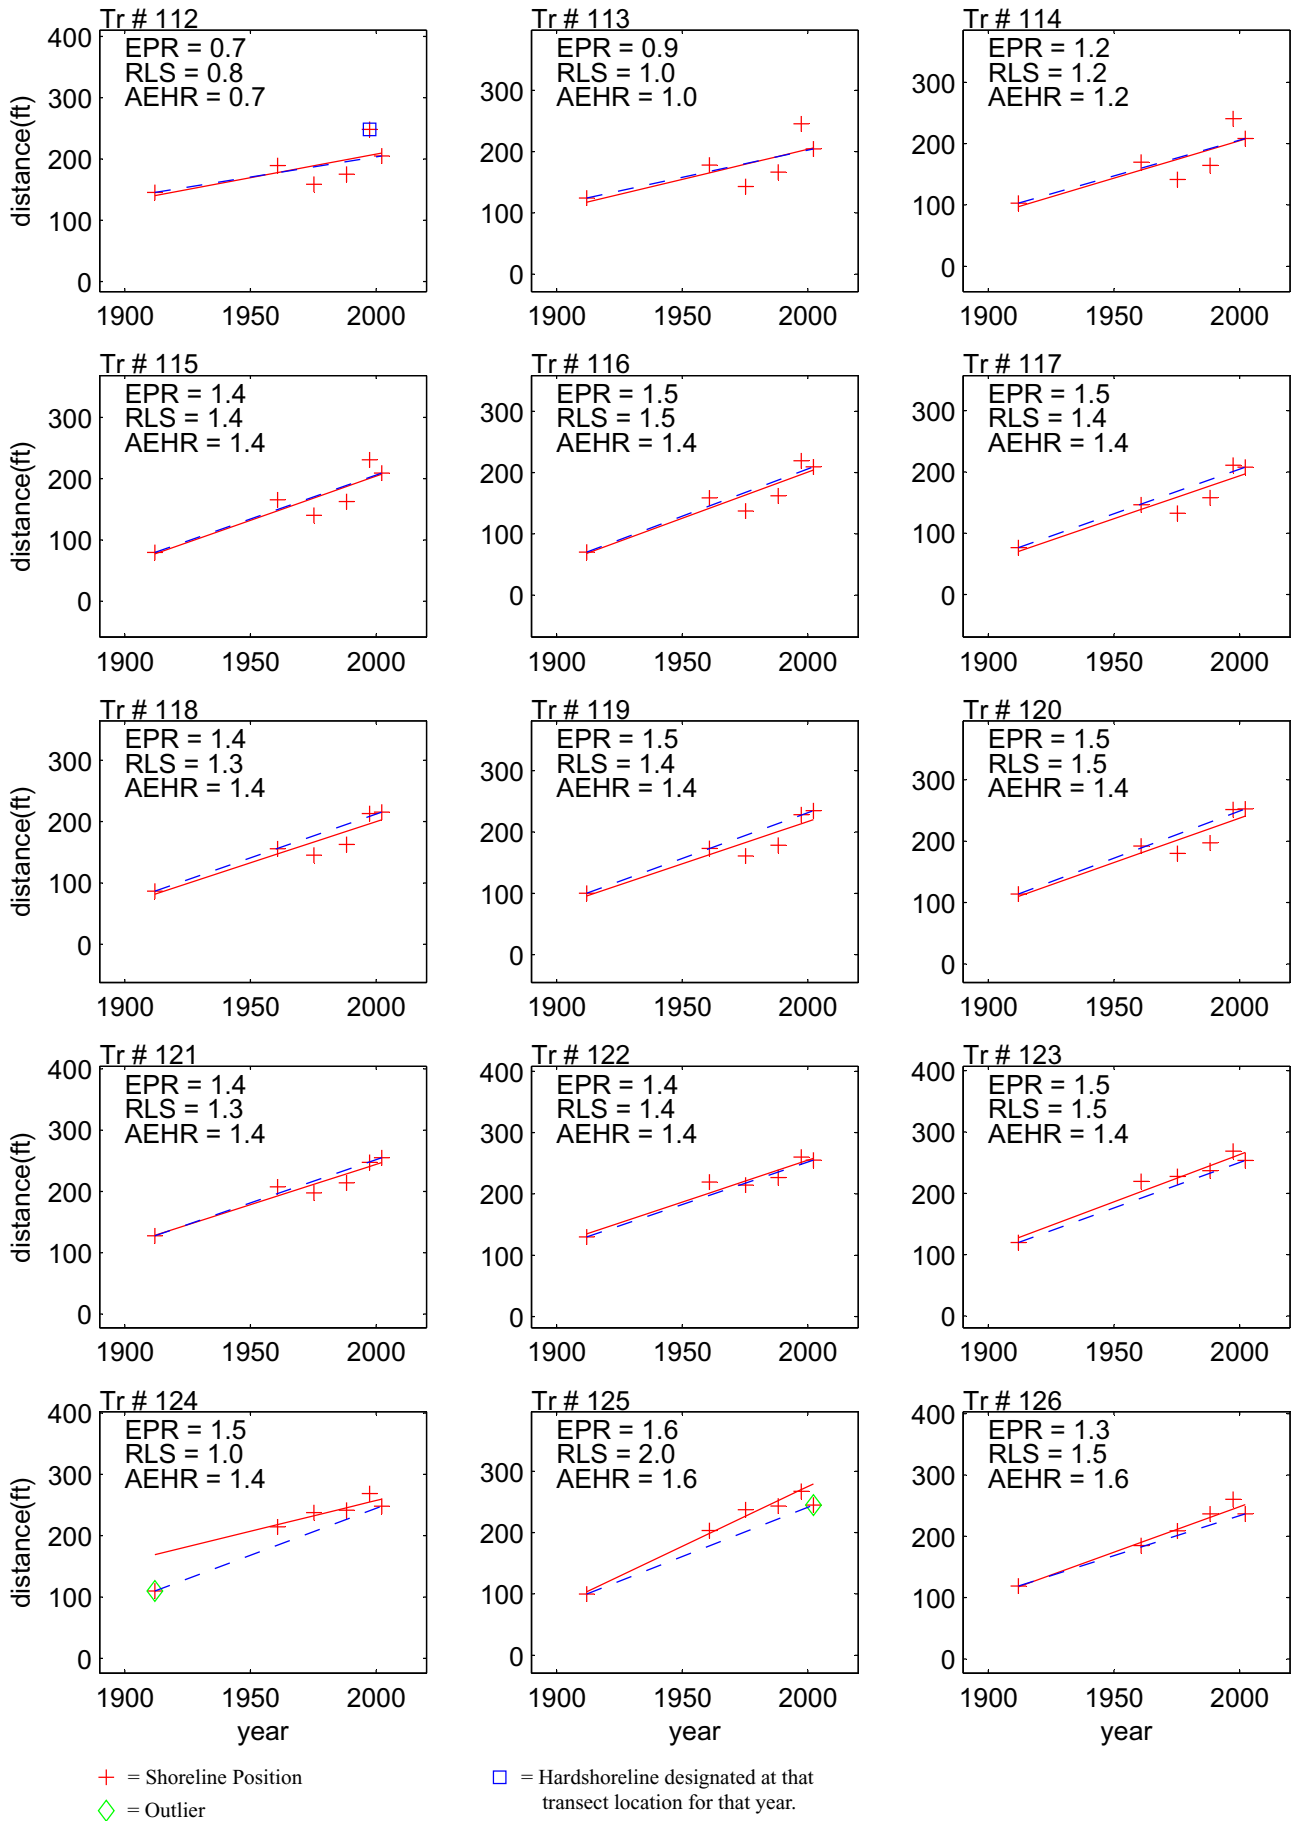 Tr # 112
EPR = 0.7
RLS = 0.8
AEHR = 0.7
400
300
200
100
0
distance(ft)
1900 1950 2000
Tr # 113
EPR = 0.9
RLS = 1.0
AEHR = 1.0
300
200
100
0
1900 1950 2000
Tr # 114
EPR = 1.2
RLS = 1.2
AEHR = 1.2
300
200
100
0
1900 1950 2000
Tr # 115
EPR = 1.4
RLS = 1.4
AEHR = 1.4
300
200
100
0
distance(ft)
1900 1950 2000
Tr # 116
EPR = 1.5
RLS = 1.5
AEHR = 1.4
300
200
100
0
1900 1950 2000
Tr # 117
EPR = 1.5
RLS = 1.4
AEHR = 1.4
300
200
100
0
1900 1950 2000
Tr # 118
EPR = 1.4
RLS = 1.3
AEHR = 1.4
300
200
100
0
distance(ft)
1900 1950 2000
Tr # 119
EPR = 1.5
RLS = 1.4
AEHR = 1.4
300
200
100
0
1900 1950 2000
Tr # 120
EPR = 1.5
RLS = 1.5
AEHR = 1.4
300
200
100
0
1900 1950 2000
Tr # 121
EPR = 1.4
RLS = 1.3
AEHR = 1.4
400
300
200
100
0
distance(ft)
1900 1950 2000
Tr # 122
EPR = 1.4
RLS = 1.4
AEHR = 1.4
400
300
200
100
0
1900 1950 2000
Tr # 123
EPR = 1.5
RLS = 1.5
AEHR = 1.4
400
300
200
100
0
1900 1950 2000
Tr # 124
EPR = 1.5
RLS = 1.0
AEHR = 1.4
400
300
200
100
0
distance(ft)
1900 1950 2000
year
Tr # 125
EPR = 1.6
RLS = 2.0
AEHR = 1.6
300
200
100
0
1900 1950 2000
year
Tr # 126
EPR = 1.3
RLS = 1.5
AEHR = 1.6
400
300
200
100
0
1900 1950 2000
year
= Shoreline Position
= Outlier
= Hardshoreline designated at that
transect location for that year.